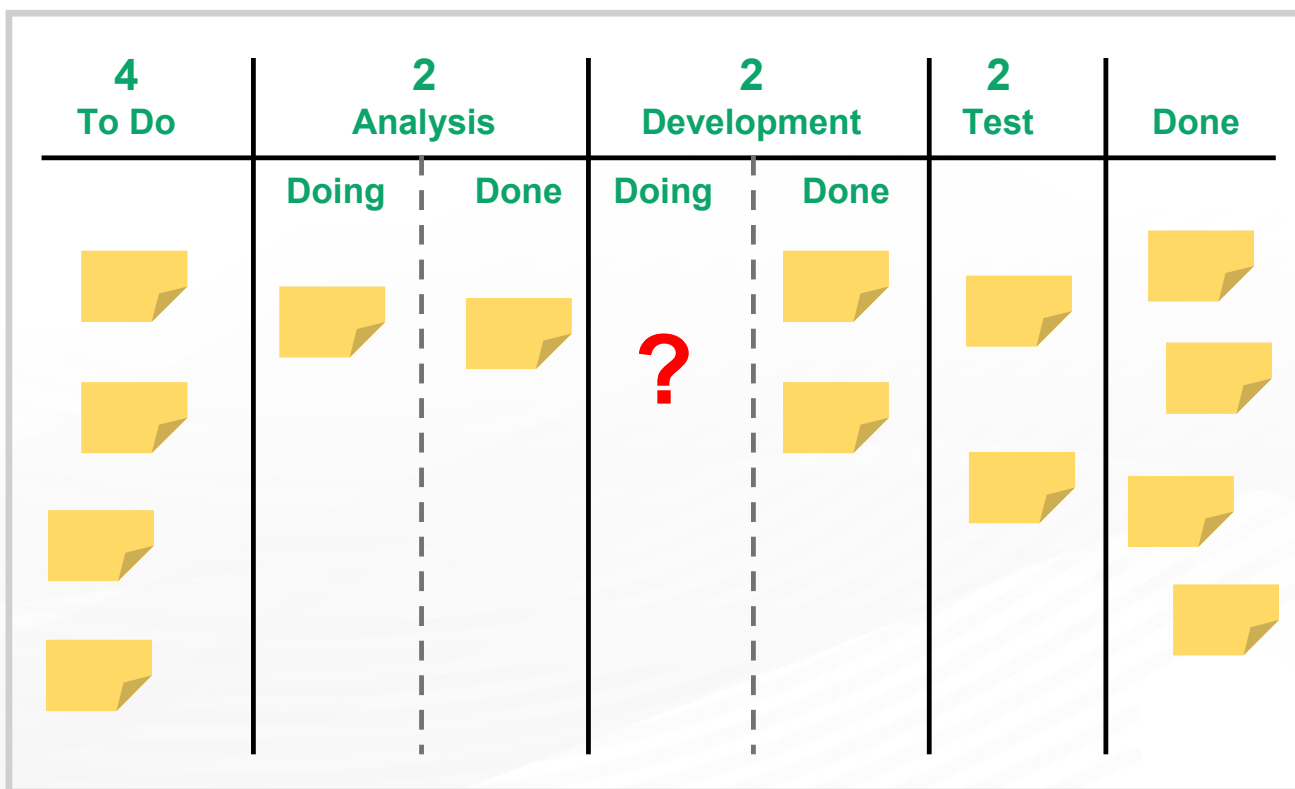 4 2 2 2
To Do Analysis Development Test Done
Doing Done Doing Done
?